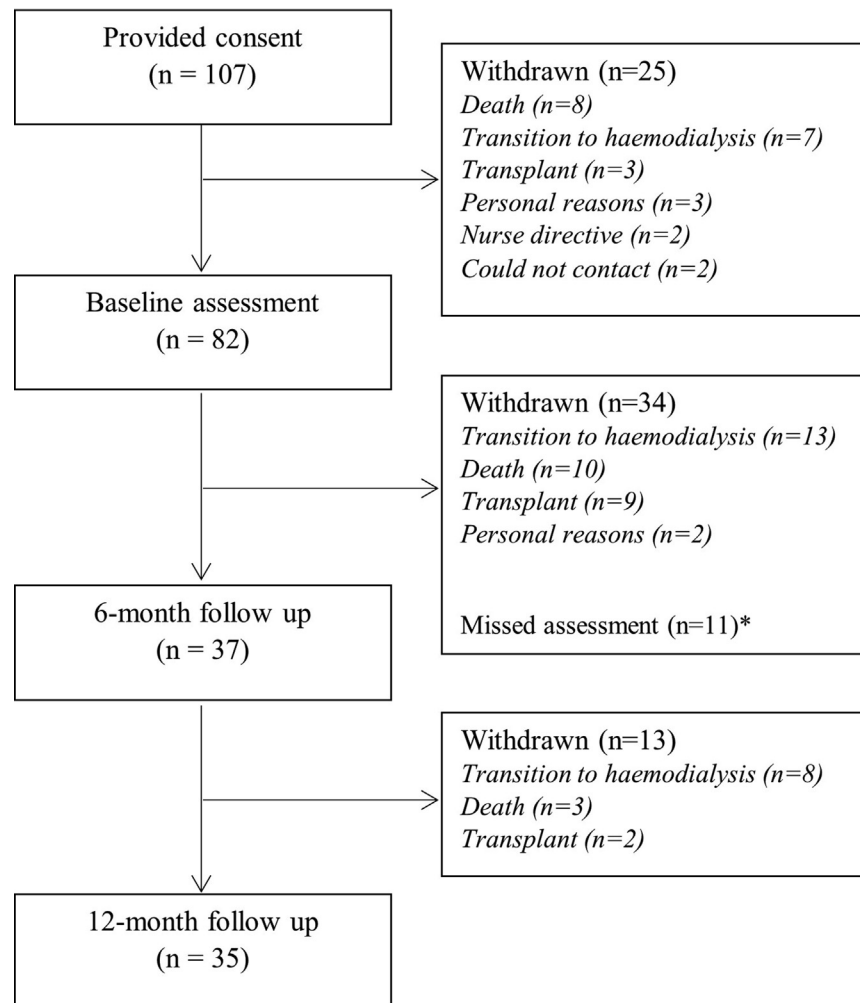 Provided consent
(n = 107)
Withdrawn (n=25)
Death (n=8)
Transition to haemodialysis (n=7)
Transplant (n=3)
Personal reasons (n=3)
Nurse directive (n=2)
Could not contact (n=2)
Baseline assessment
(n = 82)
Withdrawn (n=34)
Transition to haemodialysis (n=13)
Death (n=10)
Transplant (n=9)
Personal reasons (n=2)
Missed assessment (n=11)*
6-month follow up
(n = 37)
Withdrawn (n=13)
Transition to haemodialysis (n=8)
Death (n=3)
Transplant (n=2)
12-month follow up
(n = 35)